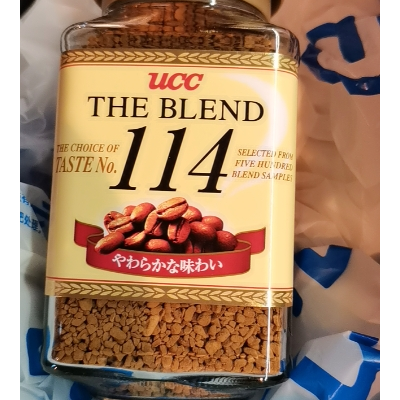 UCC
THE BLEND
THE CHOICE OF
TASTE No.
114
SELECTED FROM
FIVE HUNDRED
BLEND SAMPLES
やわらかな味わい